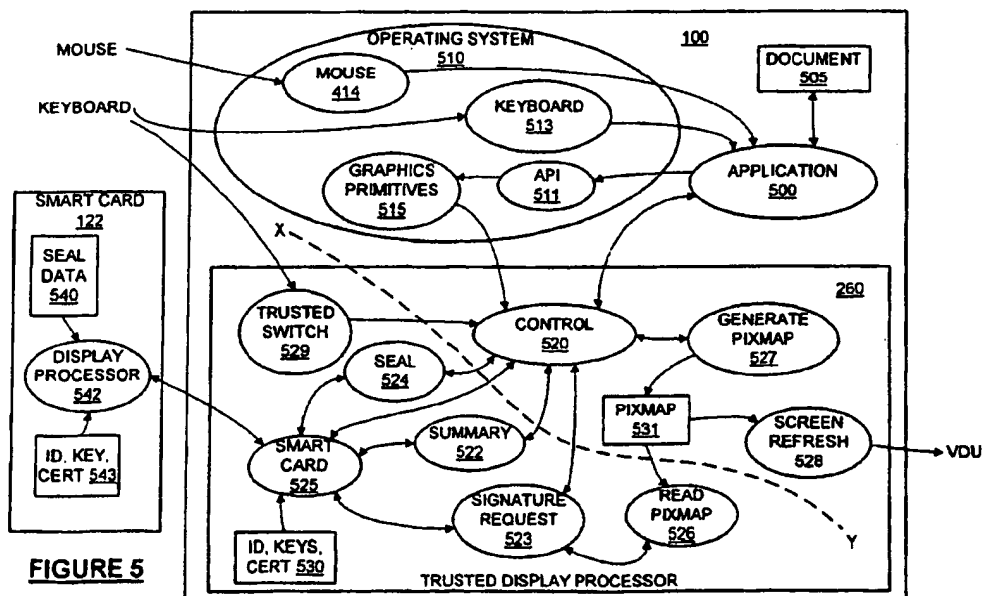 MOUSE
KEYBOARD
OPERATING SYSTEM
510
100
MOUSE
414
KEYBOARD
513
DOCUMENT
505
GRAPHICS
PRIMITIVES
515
API
511
APPLICATION
500
SMART CARD
122
SEAL
DATA
540
DISPLAY
PROCESSOR
542
ID, KEY,
CERT 543
X
260
TRUSTED
SWITCH
529
CONTROL
520
GENERATE
PIXMAP
527
SEAL
524
PIXMAP
531
SCREEN
REFRESH
528
VDU
SMART
CARD
525
SUMMARY
522
SIGNATURE
REQUEST
523
READ
PIXMAP
526
Y
ID, KEYS,
CERT 530
TRUSTED DISPLAY PROCESSOR
FIGURE 5